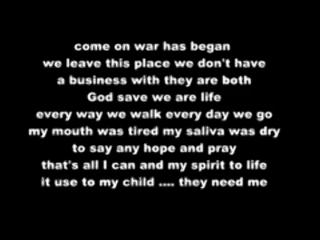 come on war has began
we leave this place we don't have
a business with they are both
God save we are life
every way we walk every day we go
my mouth was tired my saliva was dry
to say any hope and pray
that's all I can and my spirit to life
it use to my child .... they need me